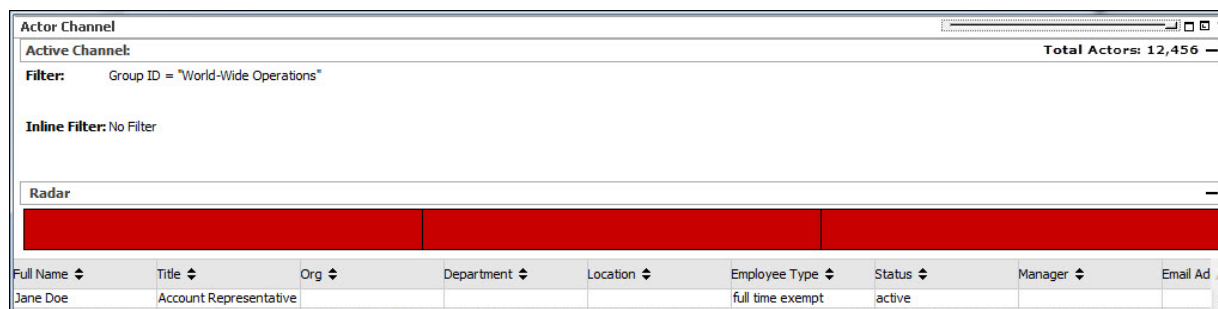 Actor Channel
Active Channel: Total Actors: 12,456
Filter: Group ID = "World-Wide Operations"
Inline Filter: No Filter
Radar
Full Name Title Org Department Location Employee Type Status Manager Email Ad
Jane Doe Account Representative full time exempt active